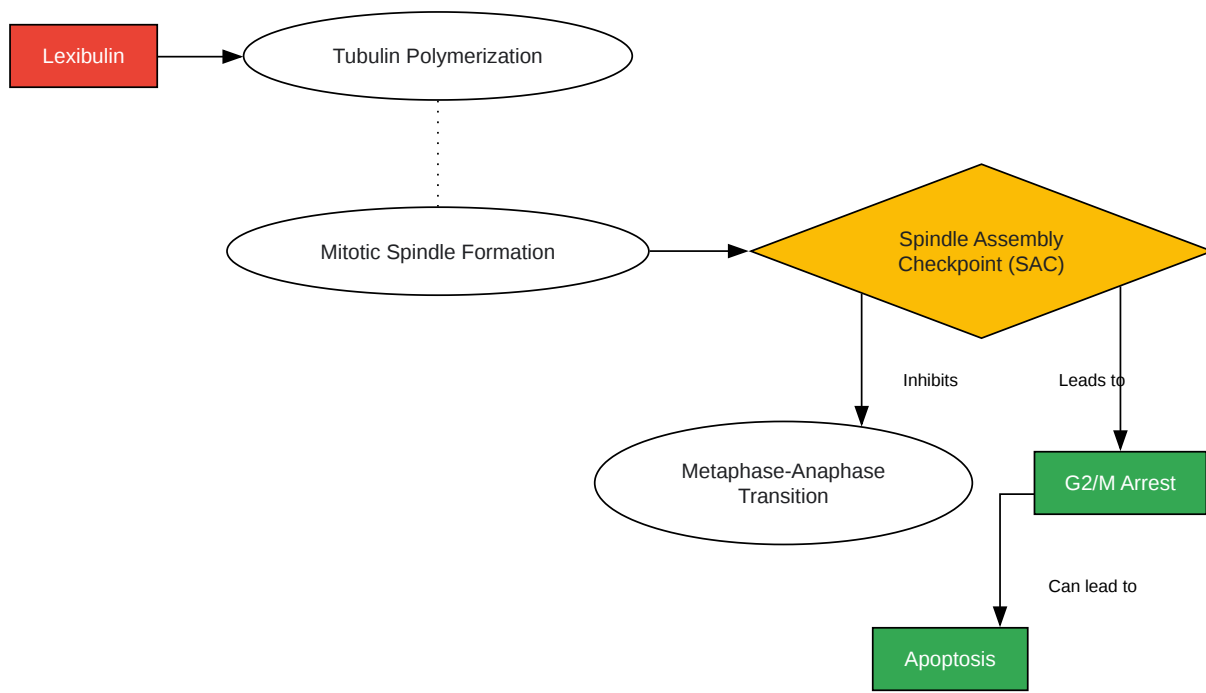 Lexibulin
Tubulin Polymerization
Mitotic Spindle Formation
Spindle Assembly
Checkpoint (SAC)
Inhibits
Leads to
Metaphase-Anaphase
Transition
G2/M Arrest
Can lead to
Apoptosis